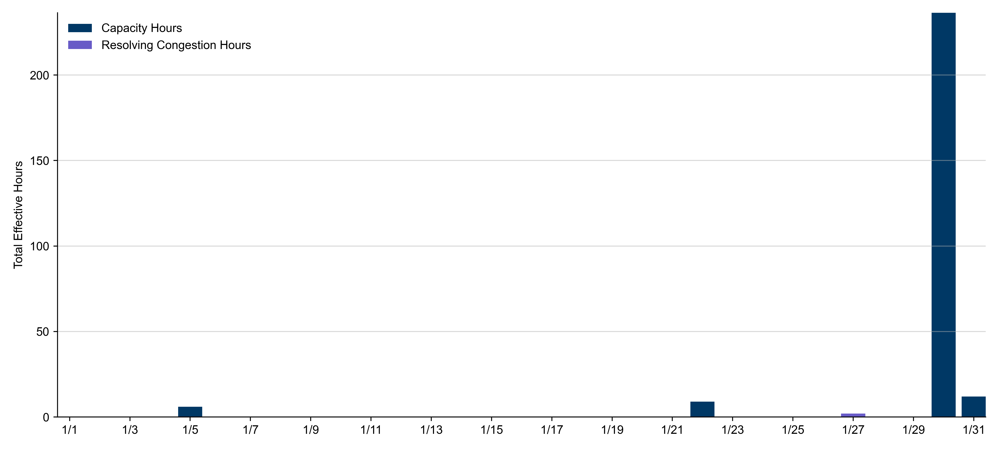 Capacity Hours
Resolving Congestion Hours
Total Effective Hours
200
150
100
50
0
1/1 1/3 1/5 1/7 1/9 1/11 1/13 1/15 1/17 1/19 1/21 1/23 1/25 1/27 1/29 1/31